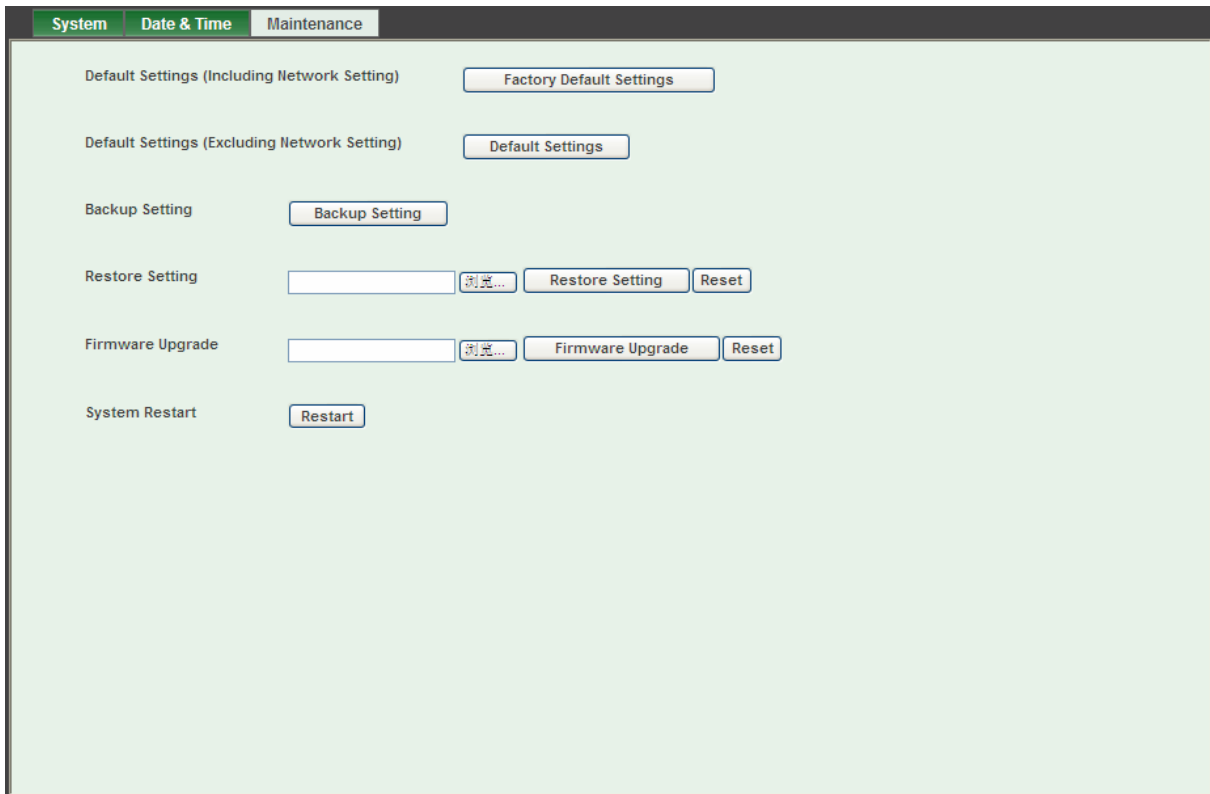 System Date & Time Maintenance
Default Settings (Including Network Setting) Factory Default Settings
Default Settings (Excluding Network Setting) Default Settings
Backup Setting Backup Setting
Restore Setting 浏览... Restore Setting Reset
Firmware Upgrade 浏览... Firmware Upgrade Reset
System Restart Restart